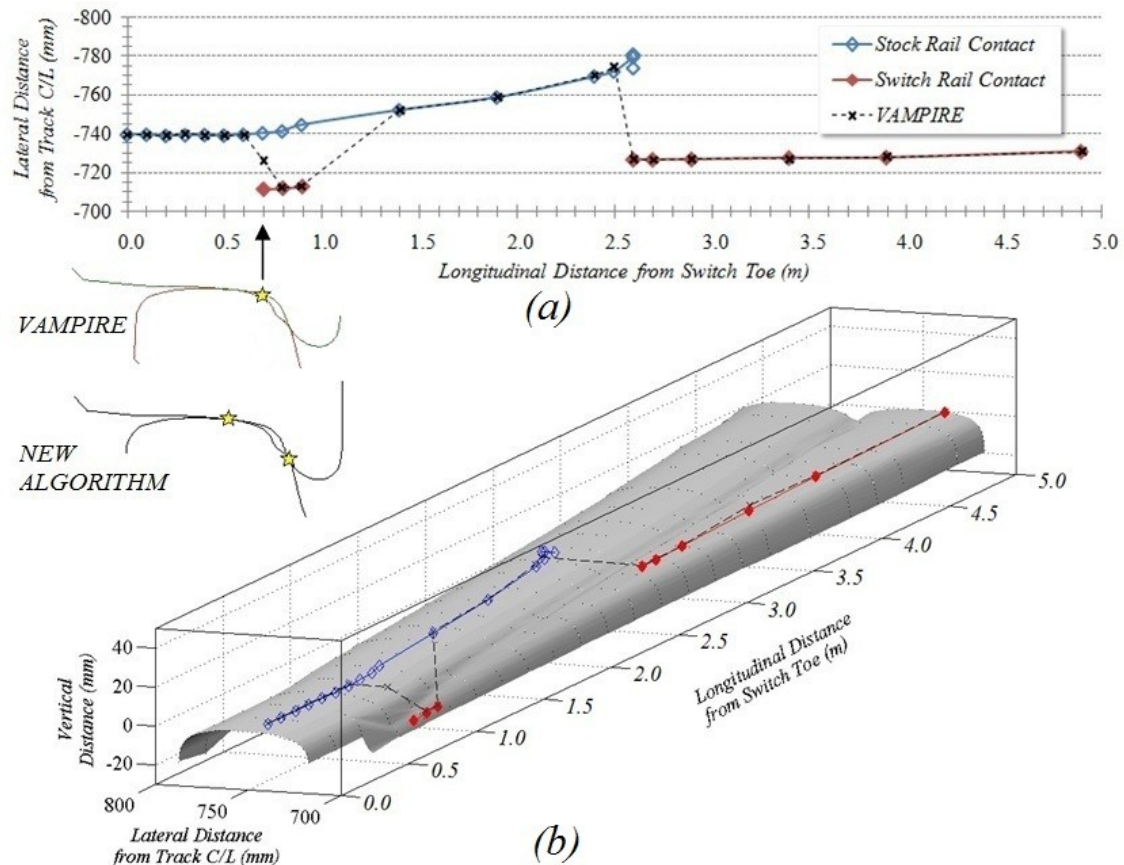 -800
-780
-760
-740
-720
-700
Lateral Distance
from Track C/L (mm)
Stock Rail Contact
Switch Rail Contact
VAMPIRE
0.0 0.5 1.0 1.5 2.0 2.5 3.0 3.5 4.0 4.5 5.0
Longitudinal Distance from Switch Toe (m)
(a)
VAMPIRE
NEW
ALGORITHM
40
20
0
-20
Vertical
Distance (mm)
800
750
700
Lateral Distance
from Track C/L (mm)
0.0
0.5
1.0
1.5
2.0
2.5
3.0
3.5
4.0
4.5
5.0
Longitudinal Distance
from Switch Toe (m)
(b)